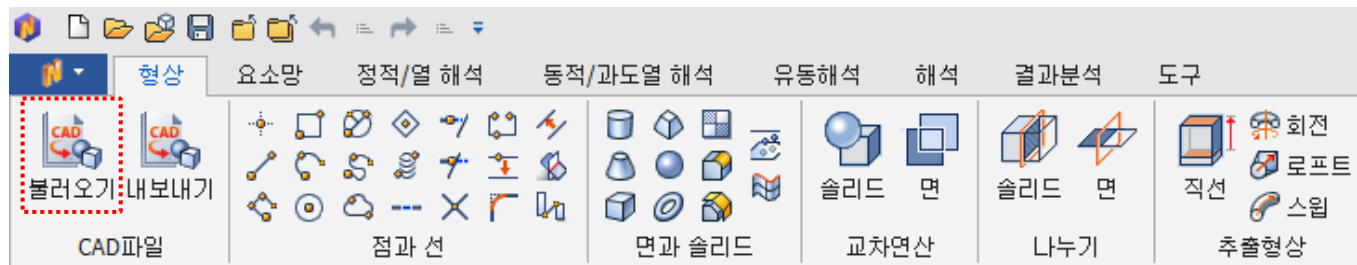 형상 요소망 정적/열 해석 동적/과도열 해석 유동해석 해석 결과분석 도구
CAD CAD
불러오기 내보내기 솔리드 면 솔리드 면 직선 회전
로프트
스윕
CAD파일 점과 선 면과 솔리드 교차연산 나누기 추출형상